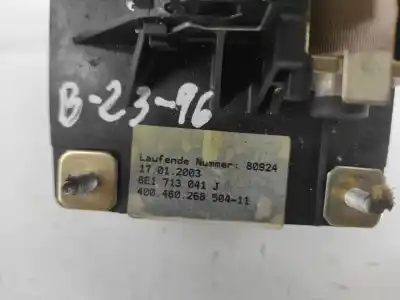 B-23-96
Laufende Nummer: 80924
17.01.2003
8E1 713 041 J
400.460.268 504-11